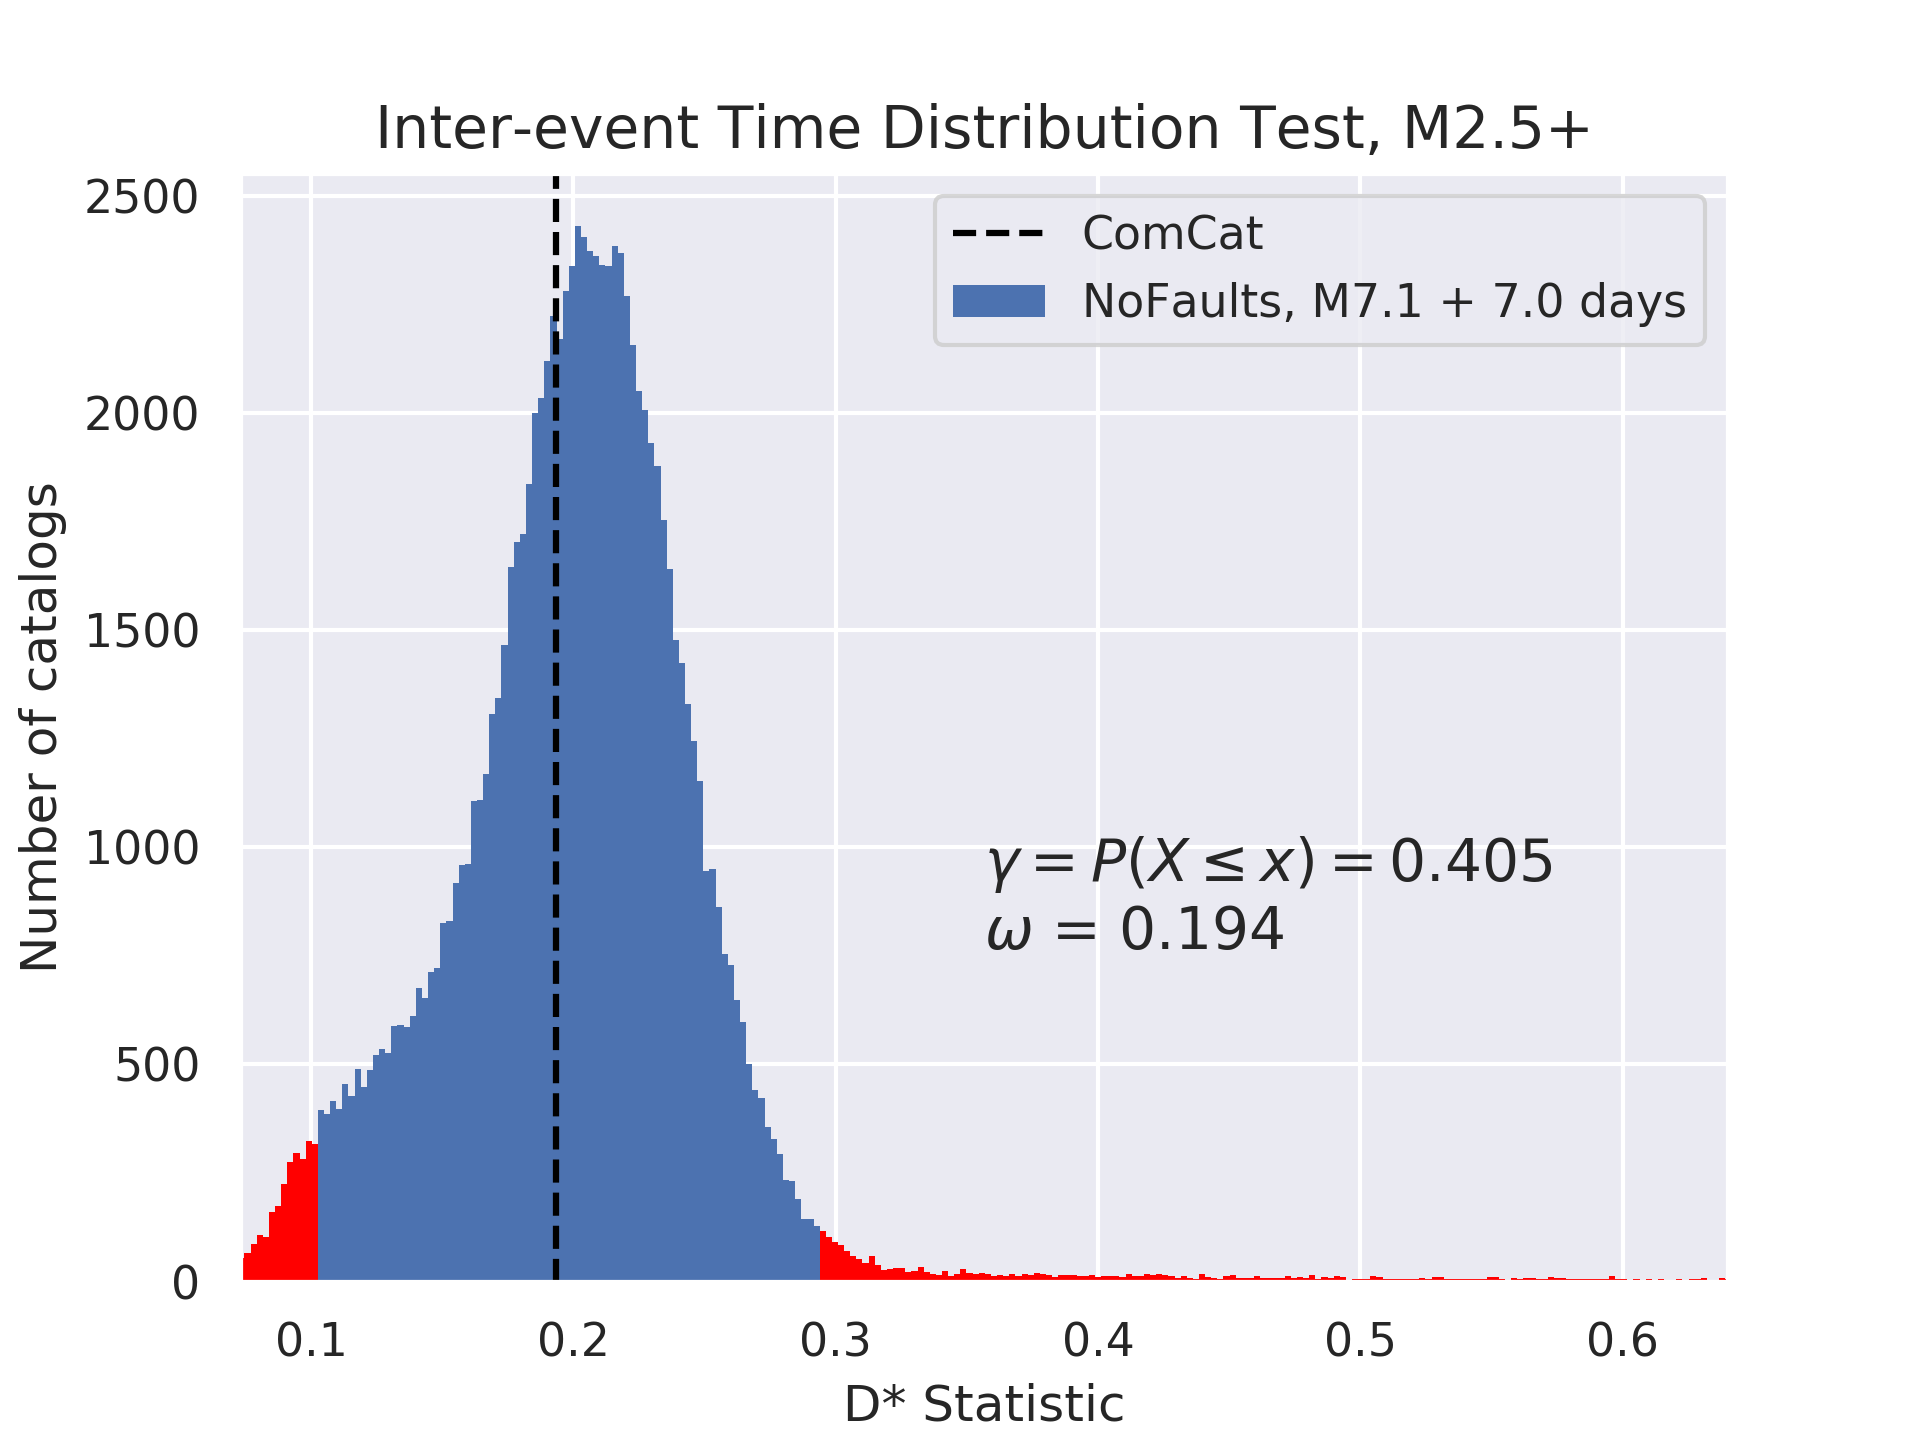 Inter-event Time Distribution Test, M2.5+
2500
2000
1500
1000
500
0
Number of catalogs
ComCat
NoFaults, M7.1 + 7.0 days
γ = P(X ≤ x) = 0.405
ω = 0.194
0.1 0.2 0.3 0.4 0.5 0.6
D* Statistic